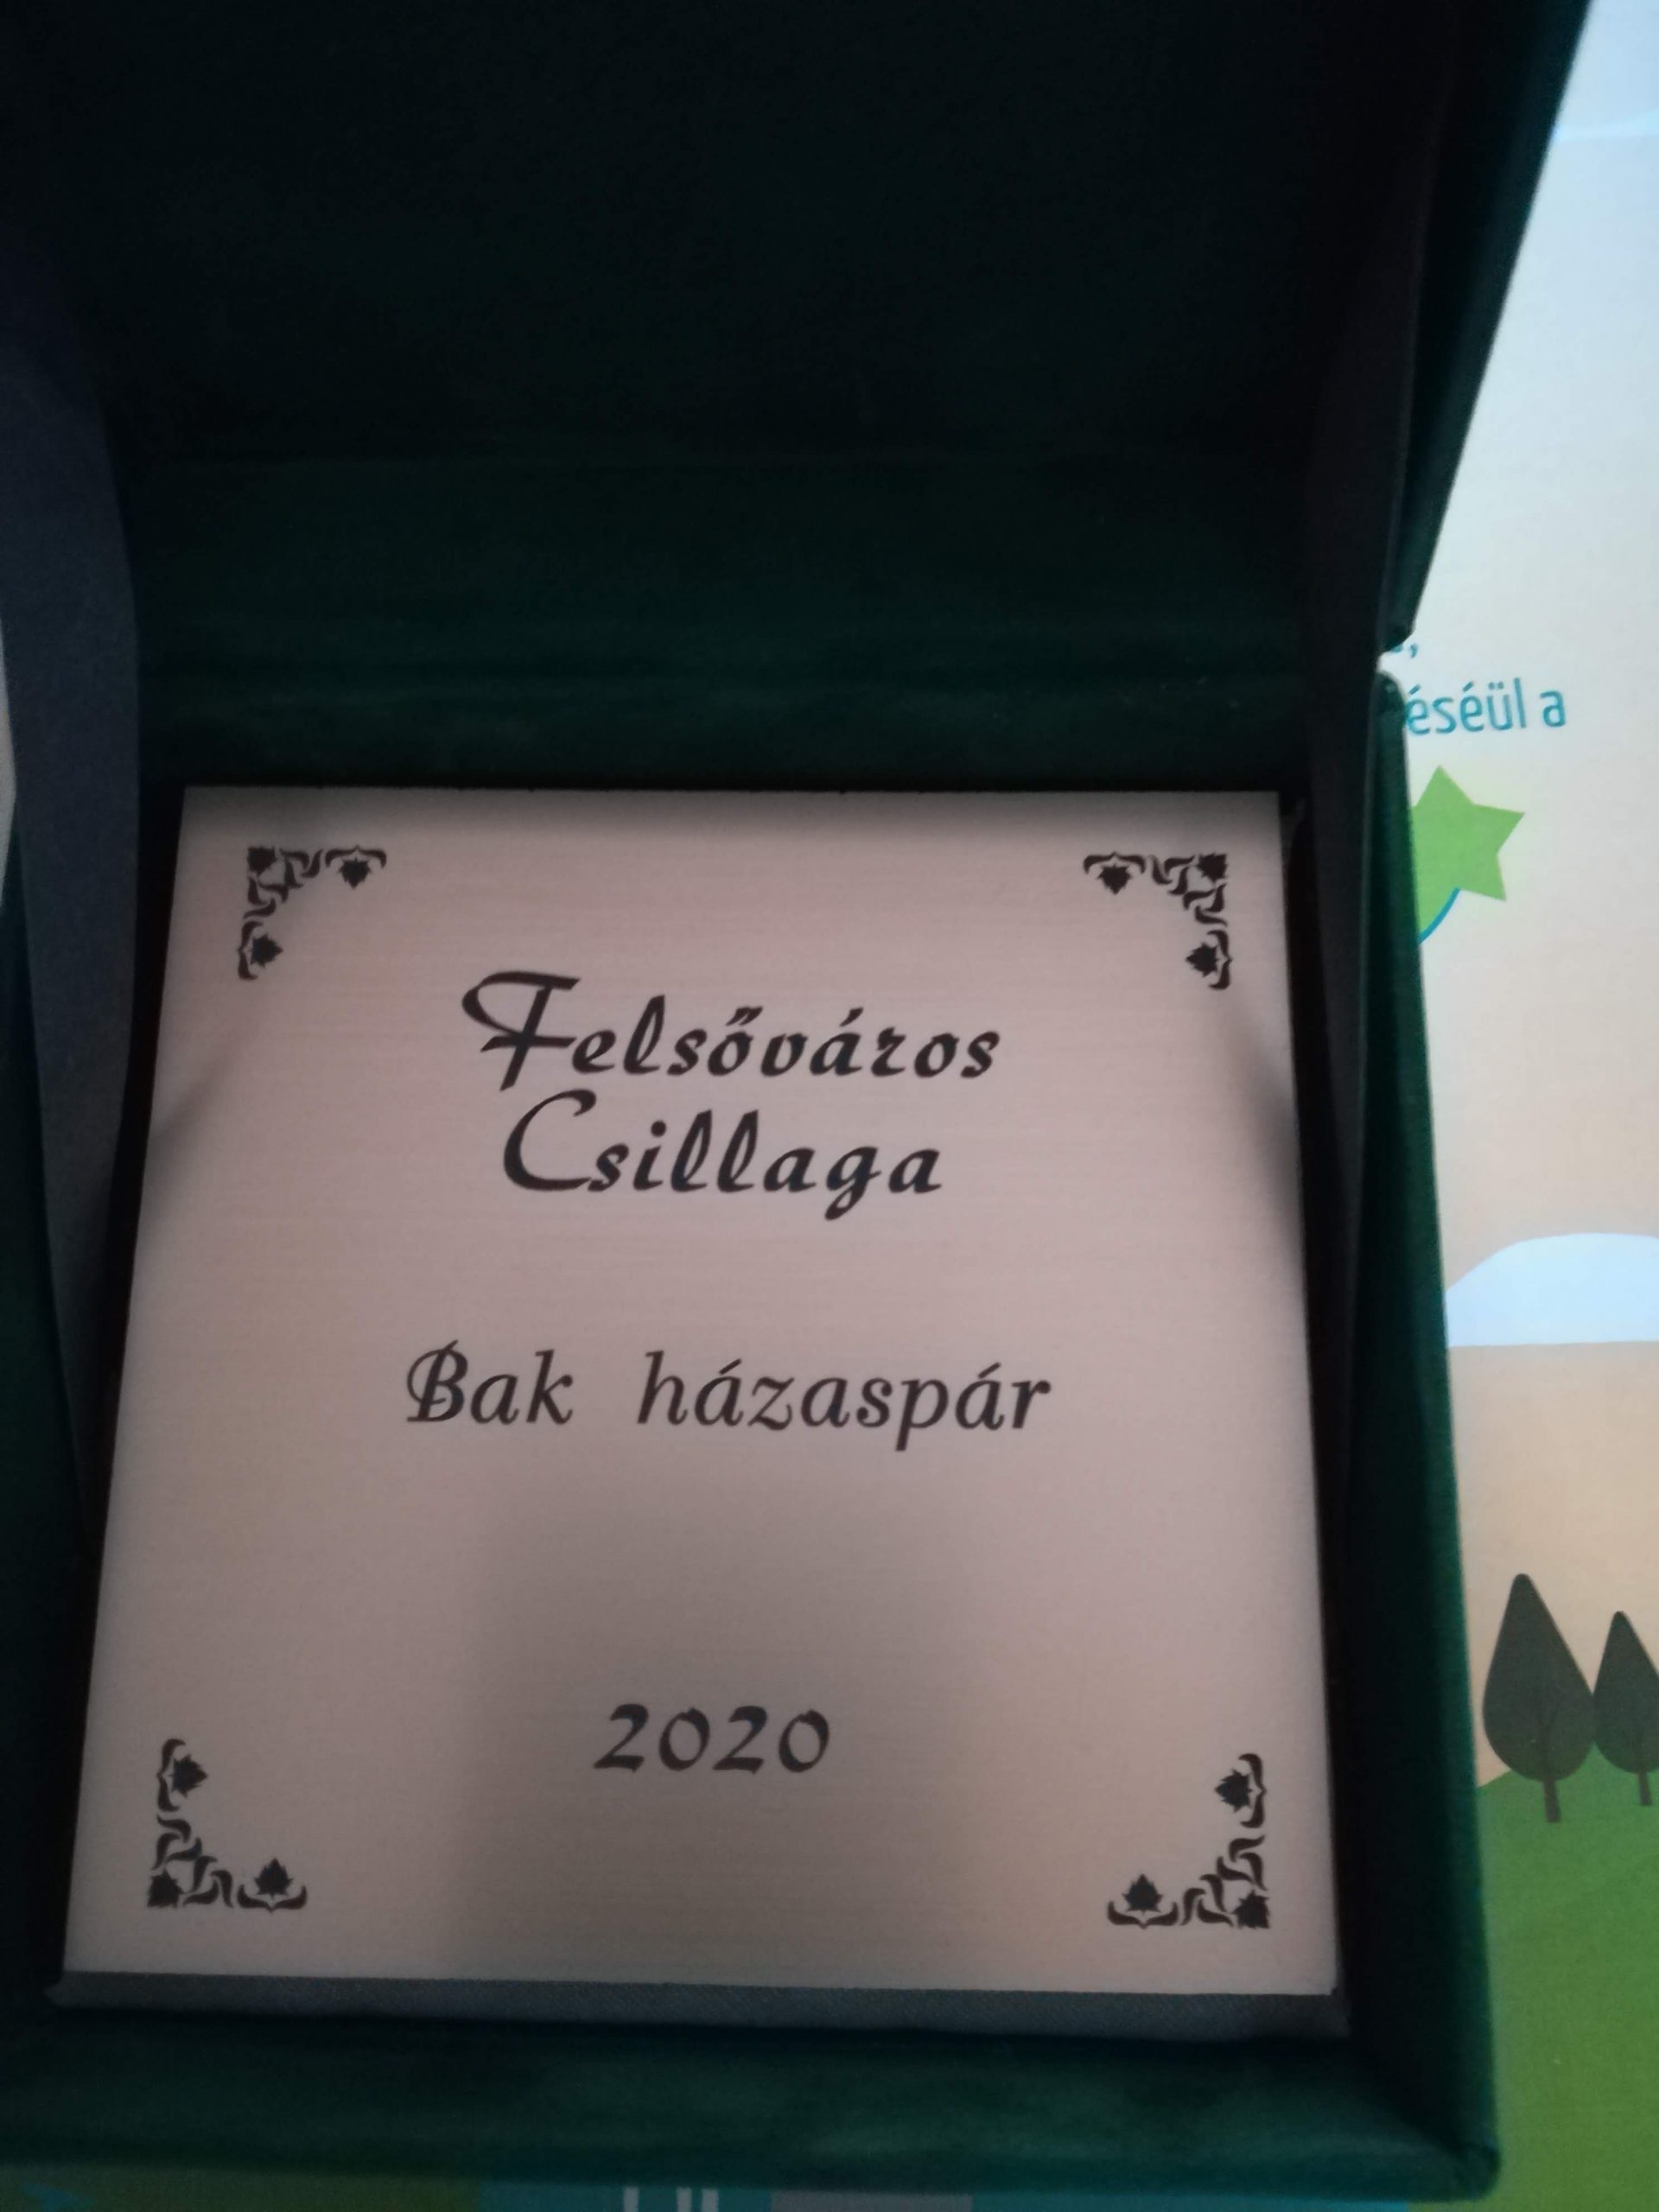 éséül a
Felsőváros
Csillaga
Bak házaspár
2020